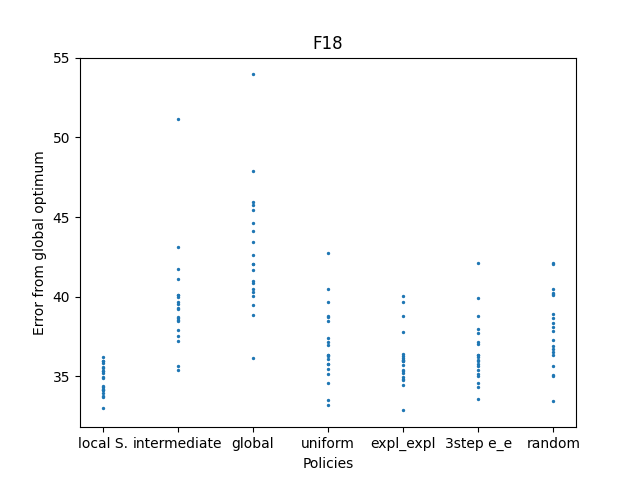 F18
Error from global optimum
55
50
45
40
35
local S. intermediate global uniform expl_expl 3step e_e random
Policies